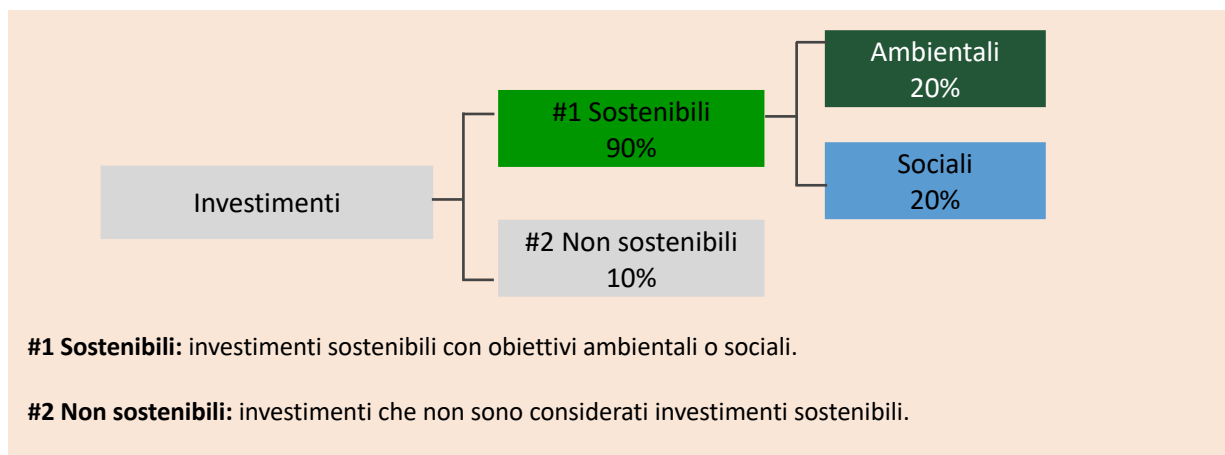 Ambientali
20%
#1 Sostenibili
90%
Sociali
20%
Investimenti
#2 Non sostenibili
10%
#1 Sostenibili: investimenti sostenibili con obiettivi ambientali o sociali.
#2 Non sostenibili: investimenti che non sono considerati investimenti sostenibili.